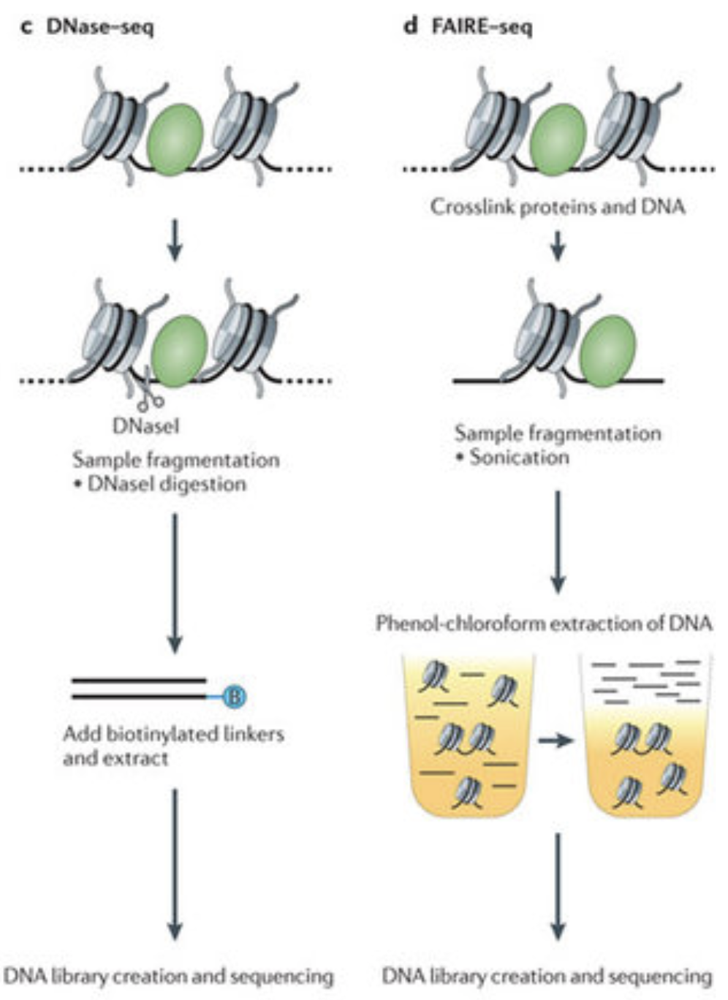 c DNase–seq
DNaseI
Sample fragmentation
• DNaseI digestion
B
Add biotinylated linkers
and extract
DNA library creation and sequencing
d FAIRE–seq
Crosslink proteins and DNA
Sample fragmentation
• Sonication
Phenol-chloroform extraction of DNA
DNA library creation and sequencing